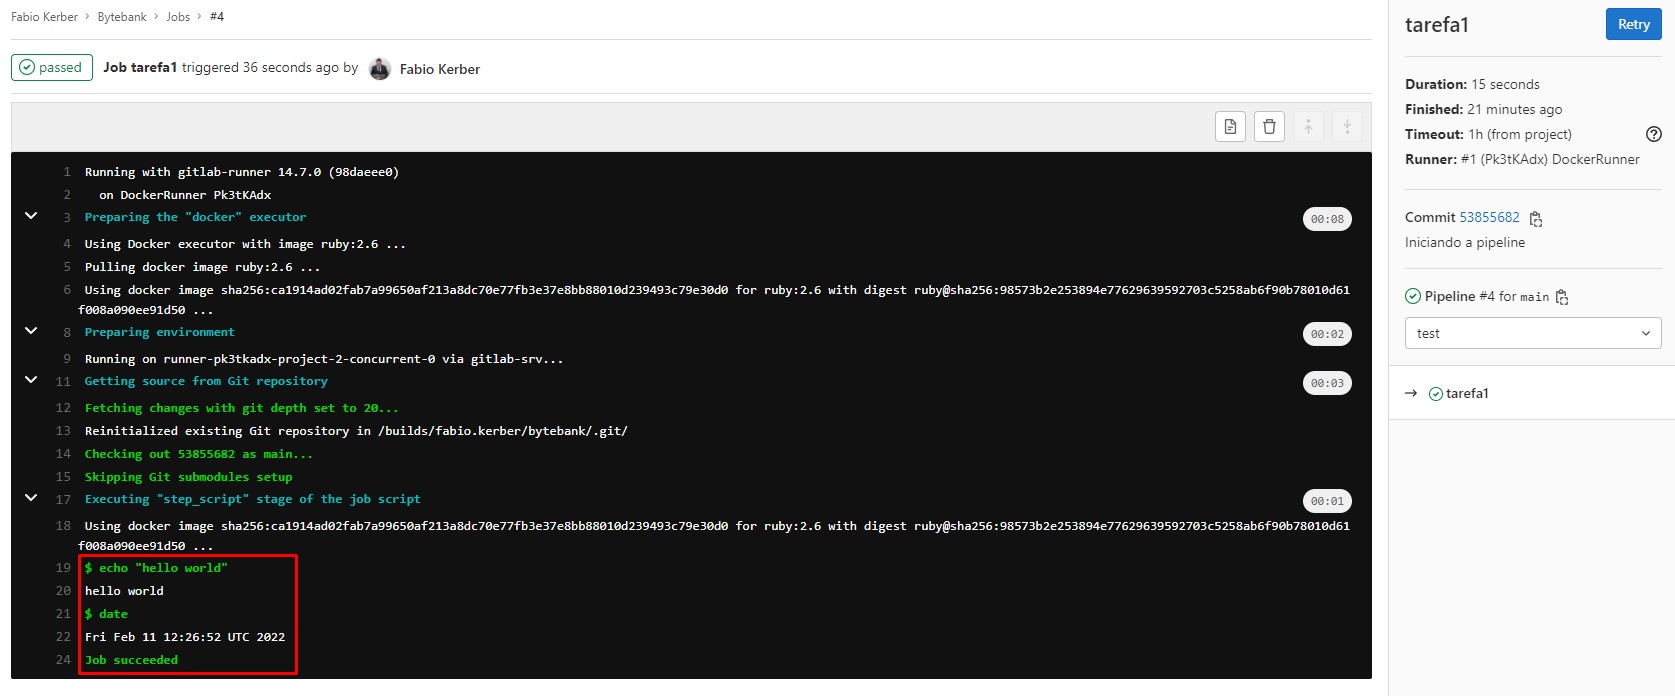 Fabio Kerber > Bytebank > Jobs > #4
passed Job tarefa1 triggered 36 seconds ago by Fabio Kerber
1 Running with gitlab-runner 14.7.0 (98daeee0)
2 on DockerRunner Pk3tKAdx
3 Preparing the "docker" executor 00:08
4 Using Docker executor with image ruby:2.6 ...
5 Pulling docker image ruby:2.6 ...
6 Using docker image sha256:ca1914ad02fab7a99650af213a8dc70e77fb3e37e8bb88010d239493c79e30d0 for ruby:2.6 with digest ruby@sha256:98573b2e253894e77629639592703c5258ab6f90b78010d61
f008a090ee91d50 ...
8 Preparing environment 00:02
9 Running on runner-pk3tkadx-project-2-concurrent-0 via gitlab-srv...
11 Getting source from Git repository 00:03
12 Fetching changes with git depth set to 20...
13 Reinitialized existing Git repository in /builds/fabio.kerber/bytebank/.git/
14 Checking out 53855682 as main...
15 Skipping Git submodules setup
17 Executing "step_script" stage of the job script 00:01
18 Using docker image sha256:ca1914ad02fab7a99650af213a8dc70e77fb3e37e8bb88010d239493c79e30d0 for ruby:2.6 with digest ruby@sha256:98573b2e253894e77629639592703c5258ab6f90b78010d61
f008a090ee91d50 ...
19 $ echo "hello world"
20 hello world
21 $ date
22 Fri Feb 11 12:26:52 UTC 2022
24 Job succeeded
tarefa1 Retry
Duration: 15 seconds
Finished: 21 minutes ago
Timeout: 1h (from project)
Runner: #1 (Pk3tKAdx) DockerRunner
Commit 53855682
Iniciando a pipeline
Pipeline #4 for main
test
→ tarefa1